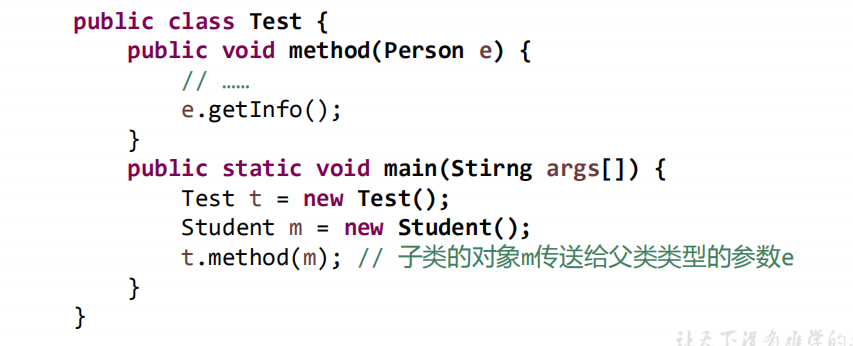 public class Test {
public void method(Person e) {
// ……
e.getInfo();
}
public static void main(Stirng args[]) {
Test t = new Test();
Student m = new Student();
t.method(m); // 子类的对象m传送给父类类型的参数e
}
}
让天下没有难学的